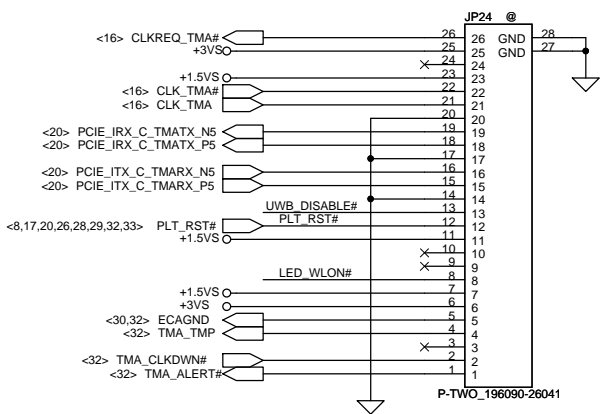 JP24 @
<16> CLKREQ_TMA# 26 26 GND 28
+3VS 25 25 GND 27
24 24
+1.5VS 23 23
<16> CLK_TMA# 22 22
<16> CLK_TMA 21 21
20 20
<20> PCIE_IRX_C_TMATX_N5 19 19
<20> PCIE_IRX_C_TMATX_P5 18 18
17 17
<20> PCIE_ITX_C_TMARX_N5 16 16
<20> PCIE_ITX_C_TMARX_P5 15 15
14 14
UWB_DISABLE# 13 13
<8,17,20,26,28,29,32,33> PLT_RST# PLT_RST# 12 12
+1.5VS 11 11
10 10
9 9
LED_WLON# 8 8
+1.5VS 7 7
+3VS 6 6
<30,32> ECAGND 5 5
<32> TMA_TMP 4 4
3 3
<32> TMA_CLKDWN# 2 2
<32> TMA_ALERT# 1 1
P-TWO_196090-26041